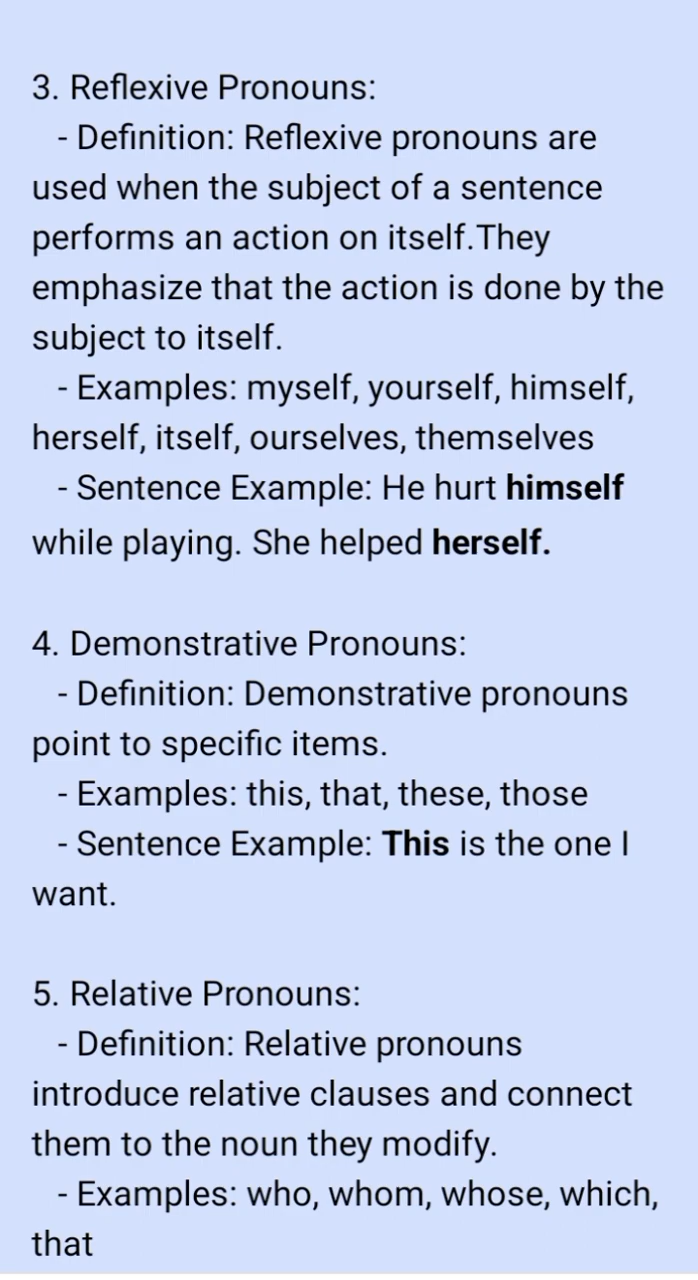 3. Reflexive Pronouns:
- Definition: Reflexive pronouns are
used when the subject of a sentence
performs an action on itself.They
emphasize that the action is done by the
subject to itself.
- Examples: myself, yourself, himself,
herself, itself, ourselves, themselves
- Sentence Example: He hurt himself
while playing. She helped herself.
4. Demonstrative Pronouns:
- Definition: Demonstrative pronouns
point to specific items.
- Examples: this, that, these, those
- Sentence Example: This is the one I
want.
5. Relative Pronouns:
- Definition: Relative pronouns
introduce relative clauses and connect
them to the noun they modify.
- Examples: who, whom, whose, which,
that